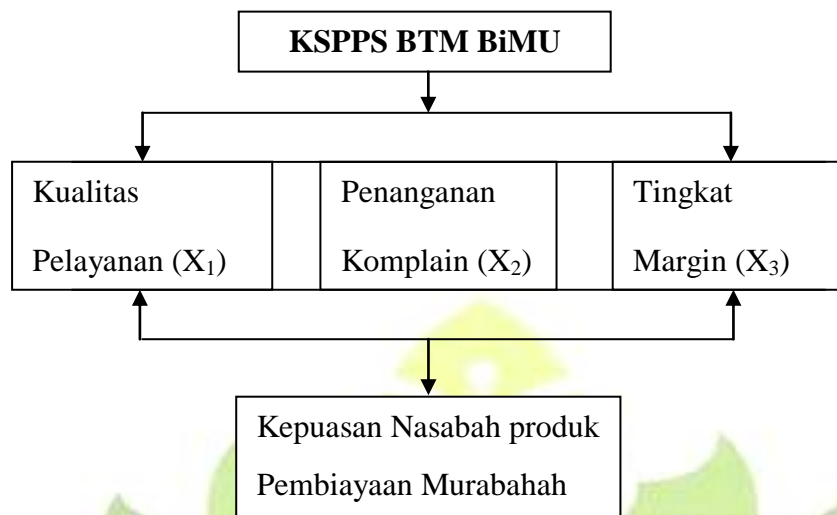 KSPPS BTM BiMU
Kualitas
Pelayanan (X₁)
Penanganan
Komplain (X₂)
Tingkat
Margin (X₃)
Kepuasan Nasabah produk
Pembiayaan Murabahah